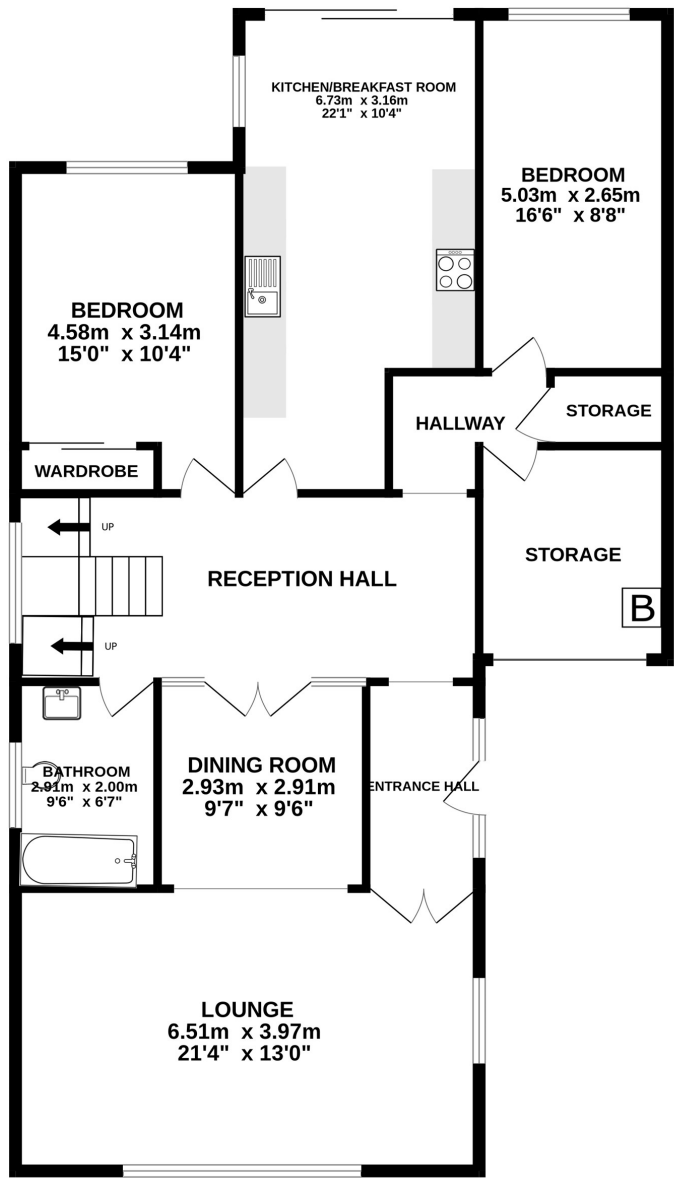 KITCHEN/BREAKFAST ROOM
6.73m x 3.16m
22'1" x 10'4"
BEDROOM
5.03m x 2.65m
16'6" x 8'8"
BEDROOM
4.58m x 3.14m
15'0" x 10'4"
HALLWAY
STORAGE
WARDROBE
UP
STORAGE
RECEPTION HALL
B
UP
BATHROOM
2.91m x 2.00m
9'6" x 6'7"
DINING ROOM
2.93m x 2.91m
9'7" x 9'6"
ENTRANCE HALL
LOUNGE
6.51m x 3.97m
21'4" x 13'0"